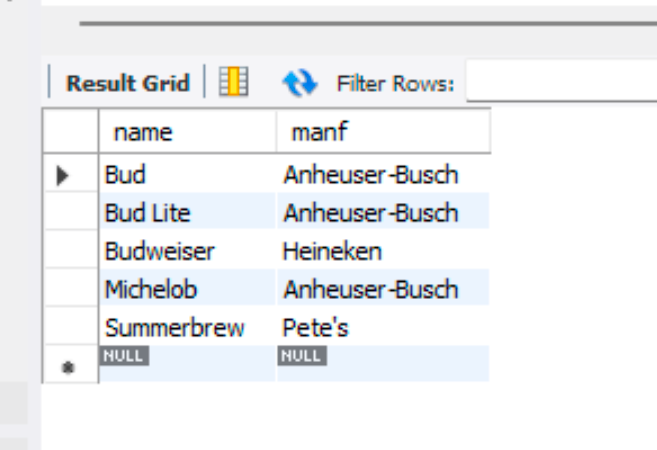 Result Grid Filter Rows:
name manf
Bud Anheuser-Busch
Bud Lite Anheuser-Busch
Budweiser Heineken
Michelob Anheuser-Busch
Summerbrew Pete's
NULL NULL